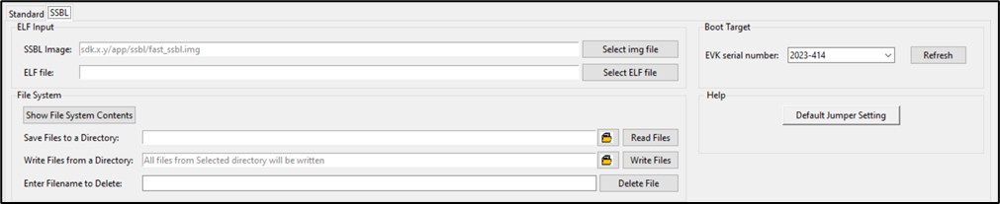 Standard SSBL
ELF Input
SSBL Image: sdk.x.y/app/ssbl/fast_ssbl.img Select img file
ELF file: Select ELF file
File System
Show File System Contents
Save Files to a Directory: Read Files
Write Files from a Directory: All files from Selected directory will be written Write Files
Enter Filename to Delete: Delete File
Boot Target
EVK serial number: 2023-414 Refresh
Help
Default Jumper Setting